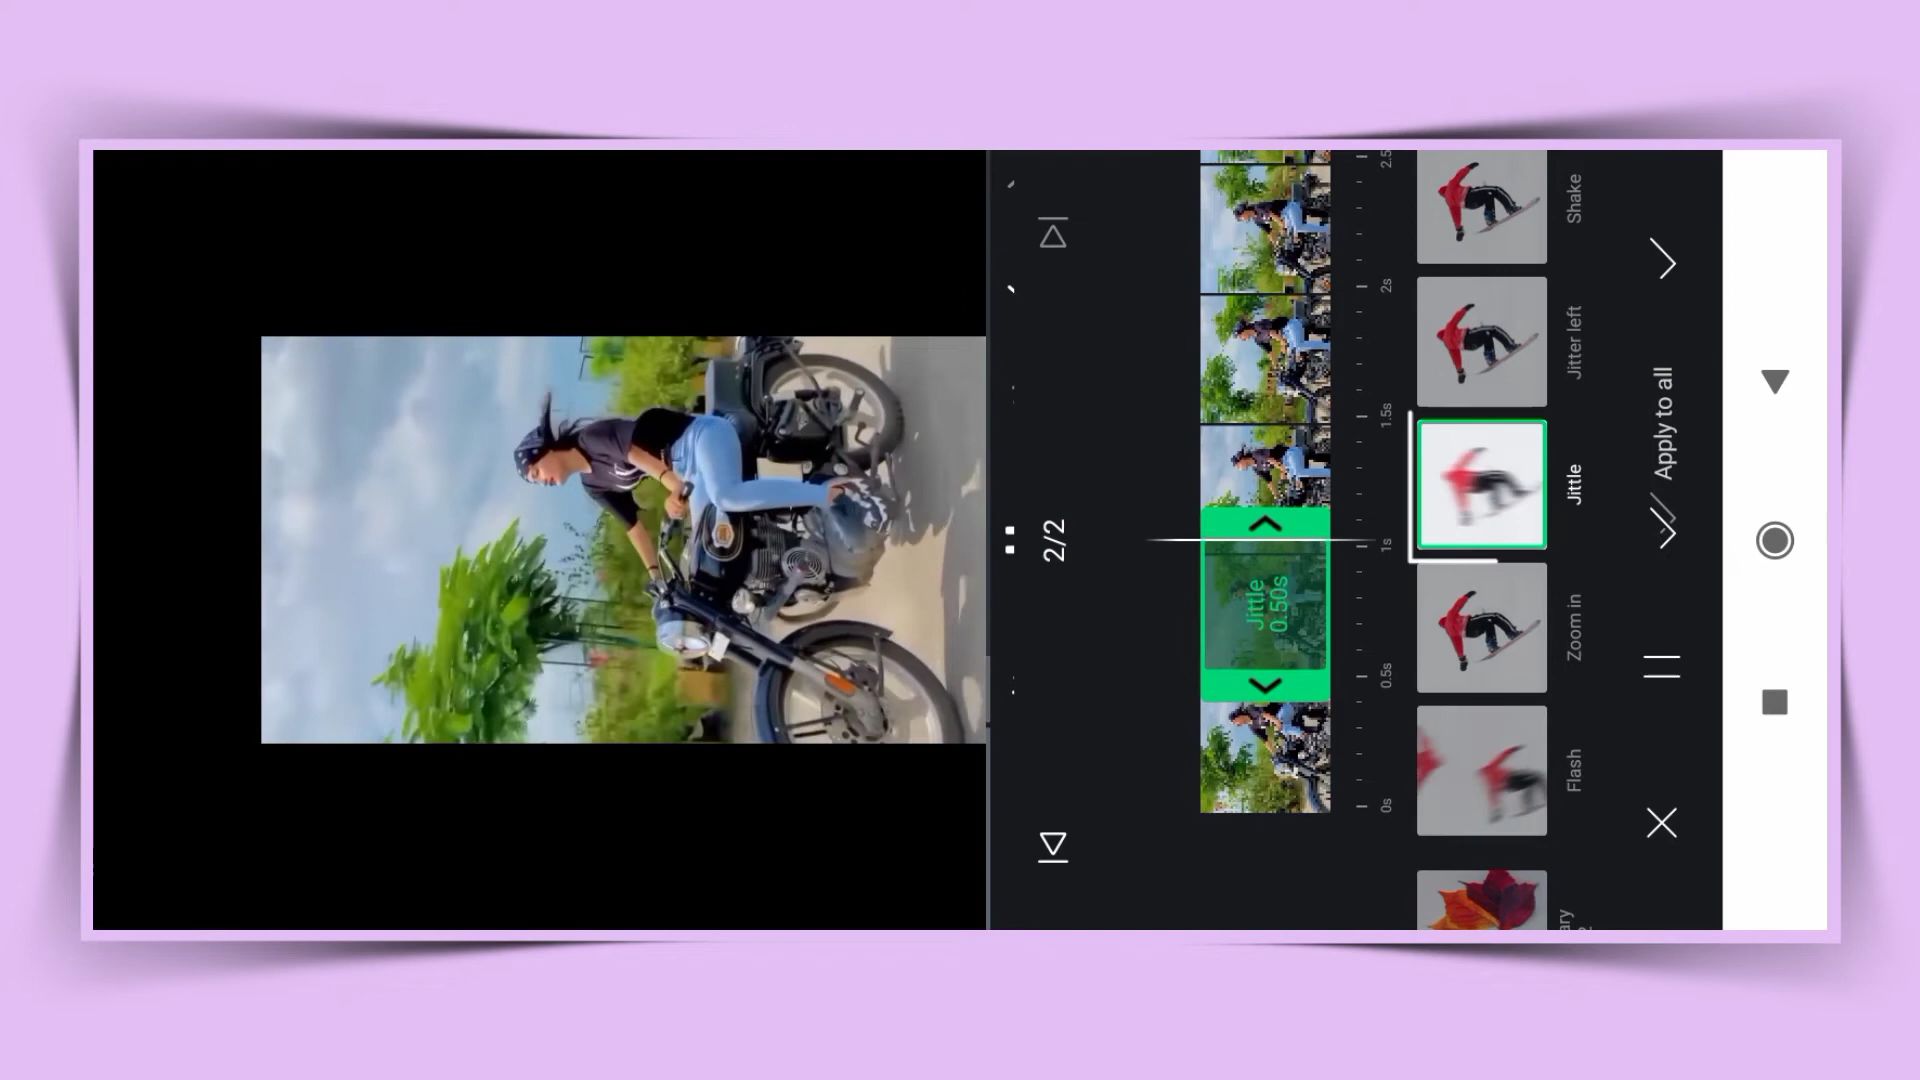 2/2
Jittle
0.50s
0s
0.5s
1s
1.5s
2s
2.5
Flash
Zoom in
Jittle
Jitter left
Shake
Apply to all